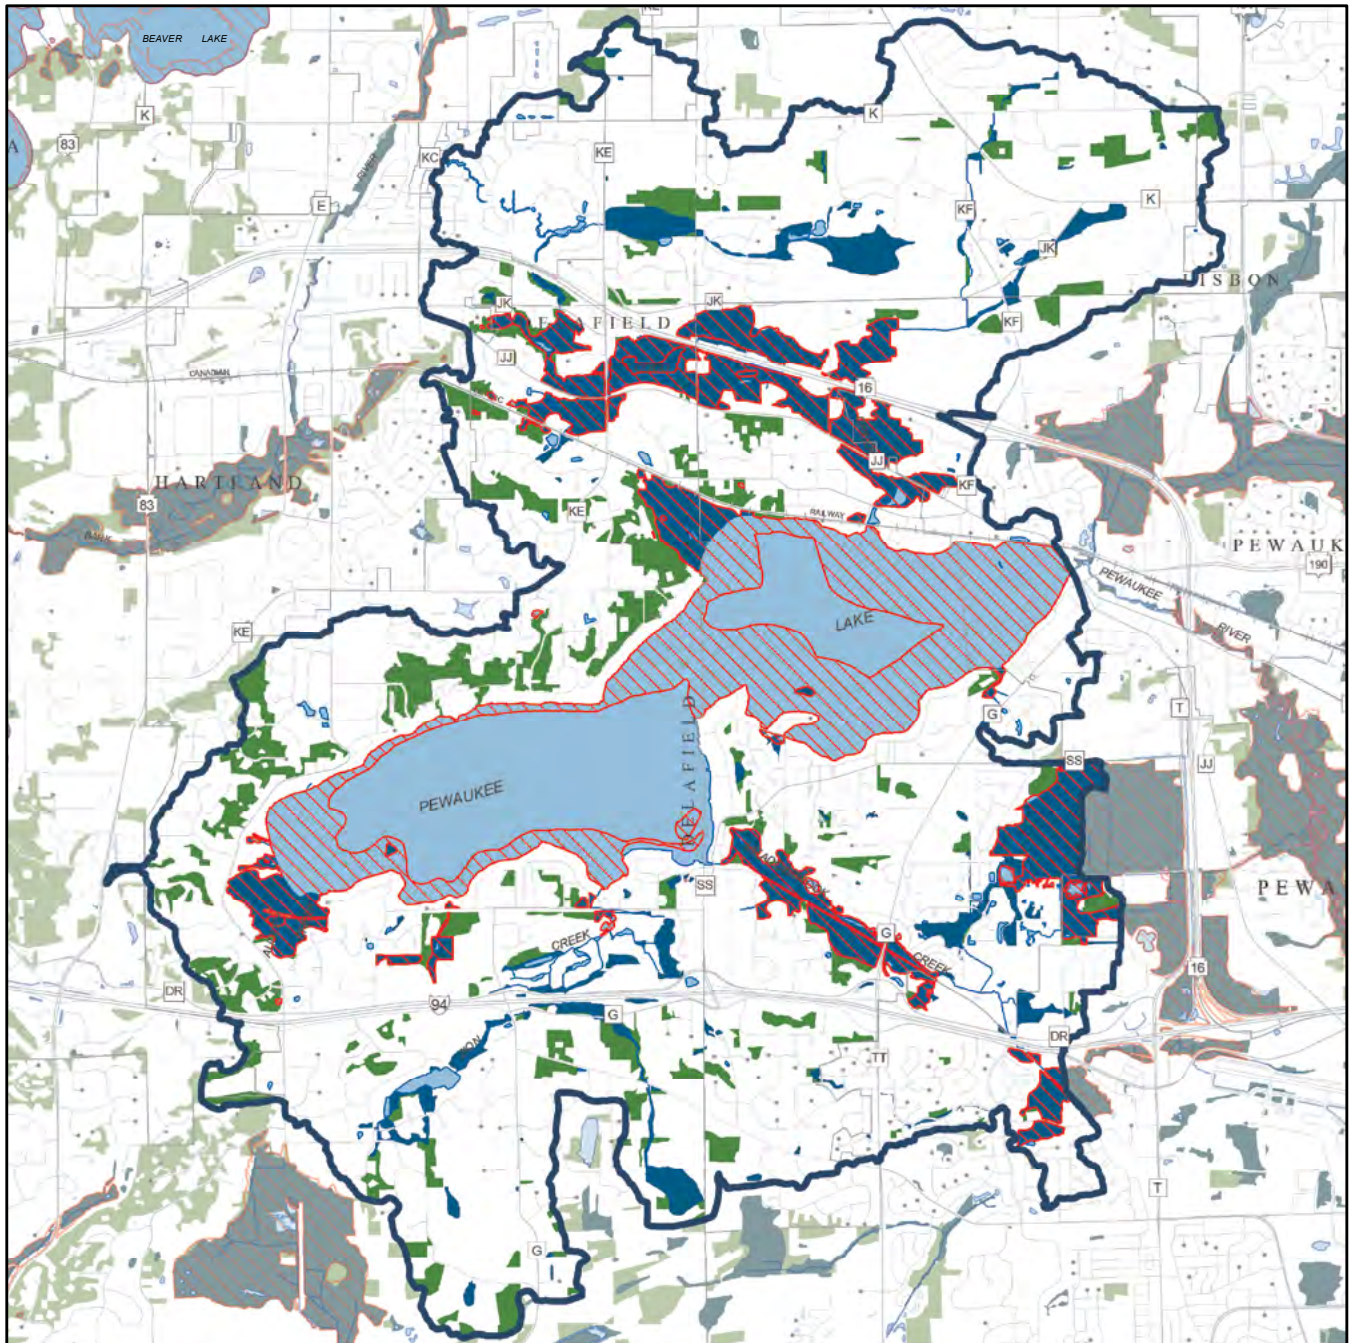 BEAVER LAKE
K
83
KC
K
KE
RIVER
E
KF
K
JK
LISBON
JK
JK
KF
DELAFIELD
JJ
CANADIAN
16
JJ
HARTLAND
83
KF
KE
RAILWAY
BARK
PEWAUK
190
PEWAUKEE
RIVER
LAKE
KE
DELAFIELD
G
T
SS
JJ
PEWAUKEE
SS
PEWA
G
CREEK
CREEK
16
DR
94
G
DR
TT
G
T
G